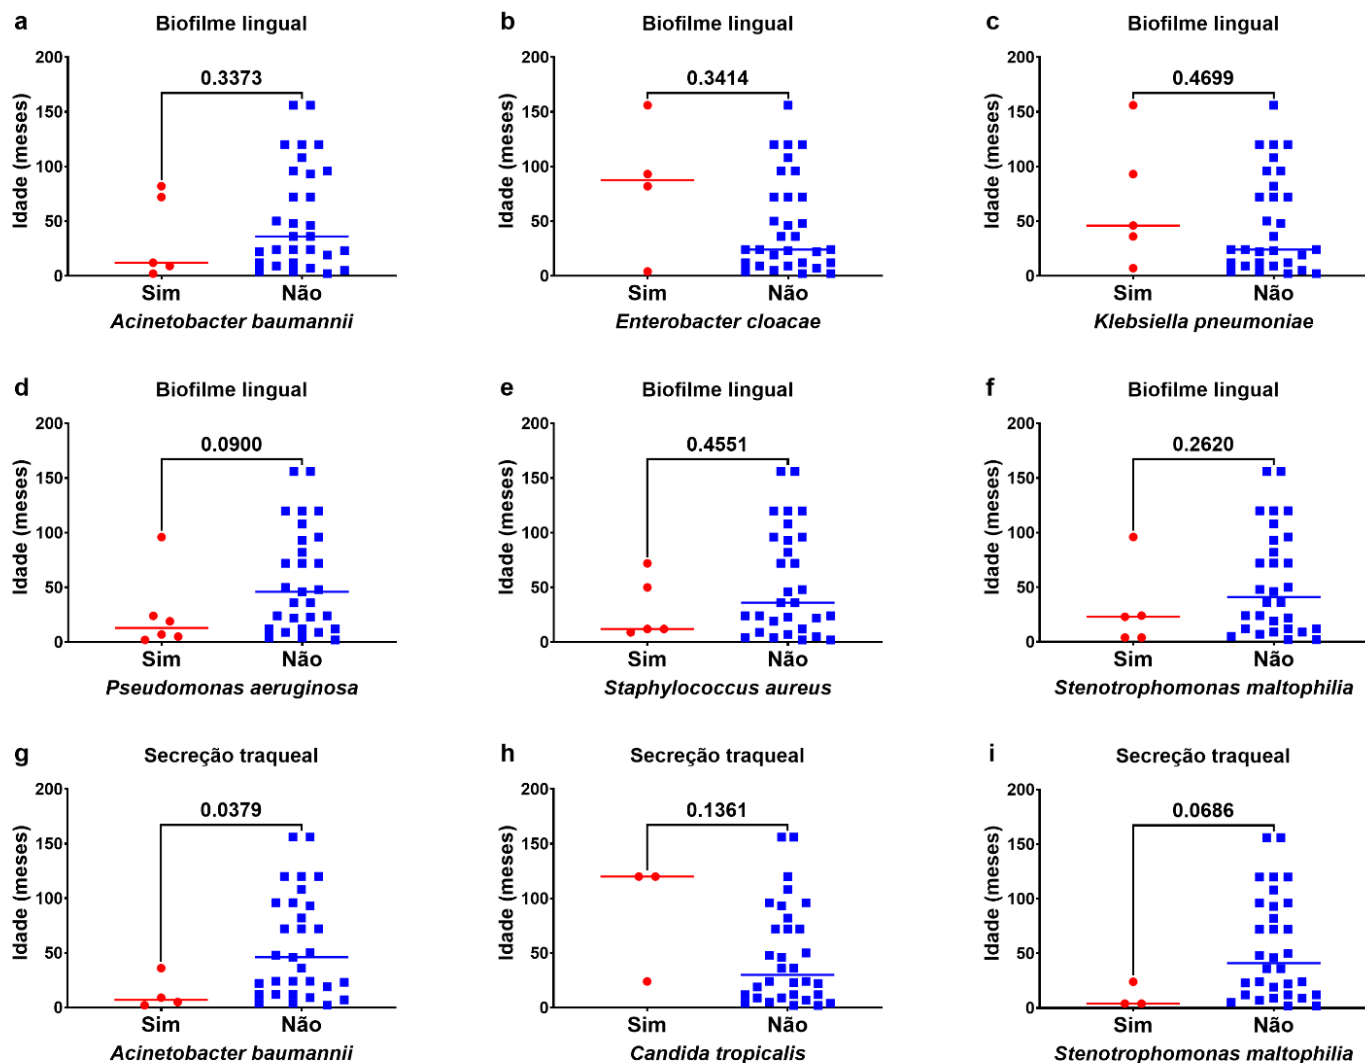 a
Biofilme lingual
200
150
100
50
0
Idade (meses)
0.3373
Sim
Não
Acinetobacter baumannii
b
Biofilme lingual
200
150
100
50
0
Idade (meses)
0.3414
Sim
Não
Enterobacter cloacae
c
Biofilme lingual
200
150
100
50
0
Idade (meses)
0.4699
Sim
Não
Klebsiella pneumoniae
d
Biofilme lingual
200
150
100
50
0
Idade (meses)
0.0900
Sim
Não
Pseudomonas aeruginosa
e
Biofilme lingual
200
150
100
50
0
Idade (meses)
0.4551
Sim
Não
Staphylococcus aureus
f
Biofilme lingual
200
150
100
50
0
Idade (meses)
0.2620
Sim
Não
Stenotrophomonas maltophilia
g
Secreção traqueal
200
150
100
50
0
Idade (meses)
0.0379
Sim
Não
Acinetobacter baumannii
h
Secreção traqueal
200
150
100
50
0
Idade (meses)
0.1361
Sim
Não
Candida tropicalis
i
Secreção traqueal
200
150
100
50
0
Idade (meses)
0.0686
Sim
Não
Stenotrophomonas maltophilia